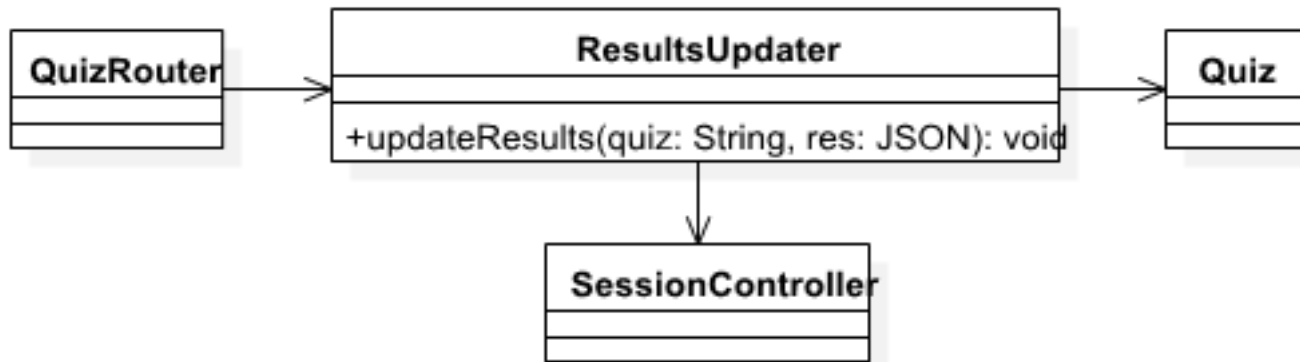 QuizRouter
ResultsUpdater
+updateResults(quiz: String, res: JSON): void
Quiz
SessionController